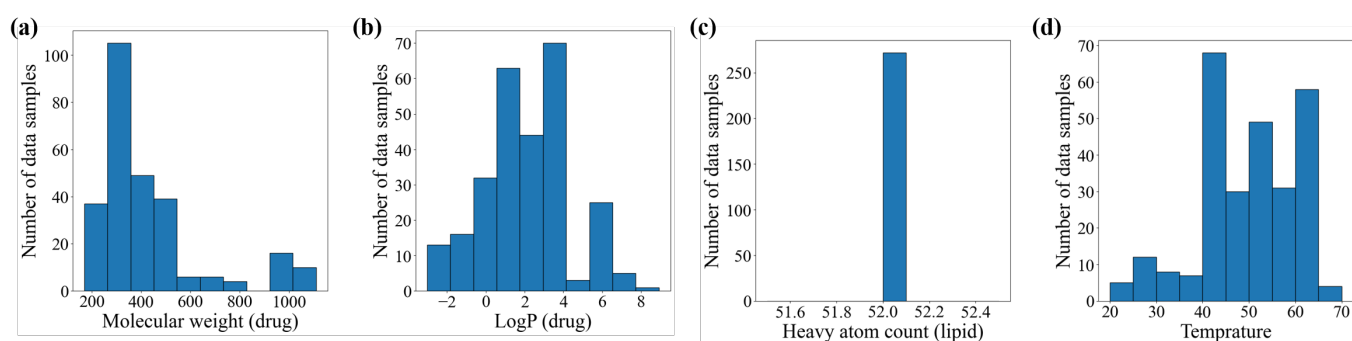 (a)
Number of data samples
100
80
60
40
20
0
200 400 600 800 1000
Molecular weight (drug)
(b)
Number of data samples
70
60
50
40
30
20
10
0
−2 0 2 4 6 8
LogP (drug)
(c)
Number of data samples
250
200
150
100
50
0
51.6 51.8 52.0 52.2 52.4
Heavy atom count (lipid)
(d)
Number of data samples
70
60
50
40
30
20
10
0
20 30 40 50 60 70
Temprature